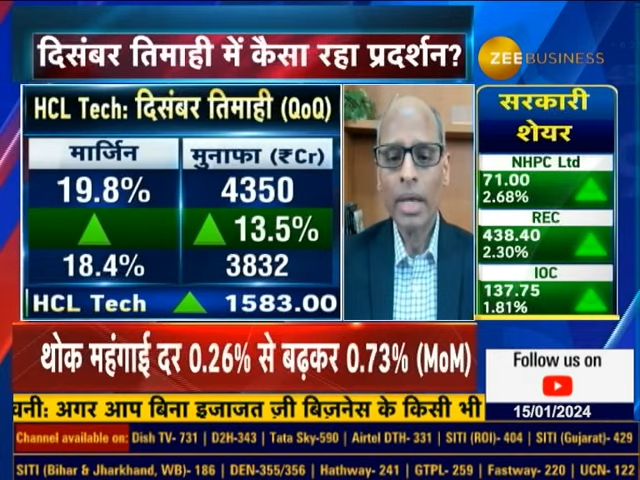 दिसंबर तिमाही में कैसा रहा प्रदर्शन?
ZEE BUSINESS
HCL Tech: दिसंबर तिमाही (QoQ)
मार्जिन मुनाफा (₹Cr)
19.8% 4350
13.5%
18.4% 3832
HCL Tech 1583.00
सरकारी
शेयर
NHPC Ltd
71.00
2.68%
REC
438.40
2.30%
IOC
137.75
1.81%
थोक महंगाई दर 0.26% से बढ़कर 0.73% (MoM)
Follow us on
15/01/2024
वनी: अगर आप बिना इजाजत ज़ी बिज़नेस के किसी भी
Channel available on: Dish TV- 731 | D2H-343 | Tata Sky-590 | Airtel DTH- 331 | SITI (ROI)- 404 | SITI (Gujarat)- 429
SITI (Bihar & Jharkhand, WB)- 186 | DEN-355/356 | Hathway- 241 | GTPL- 259 | Fastway- 220 | UCN- 122